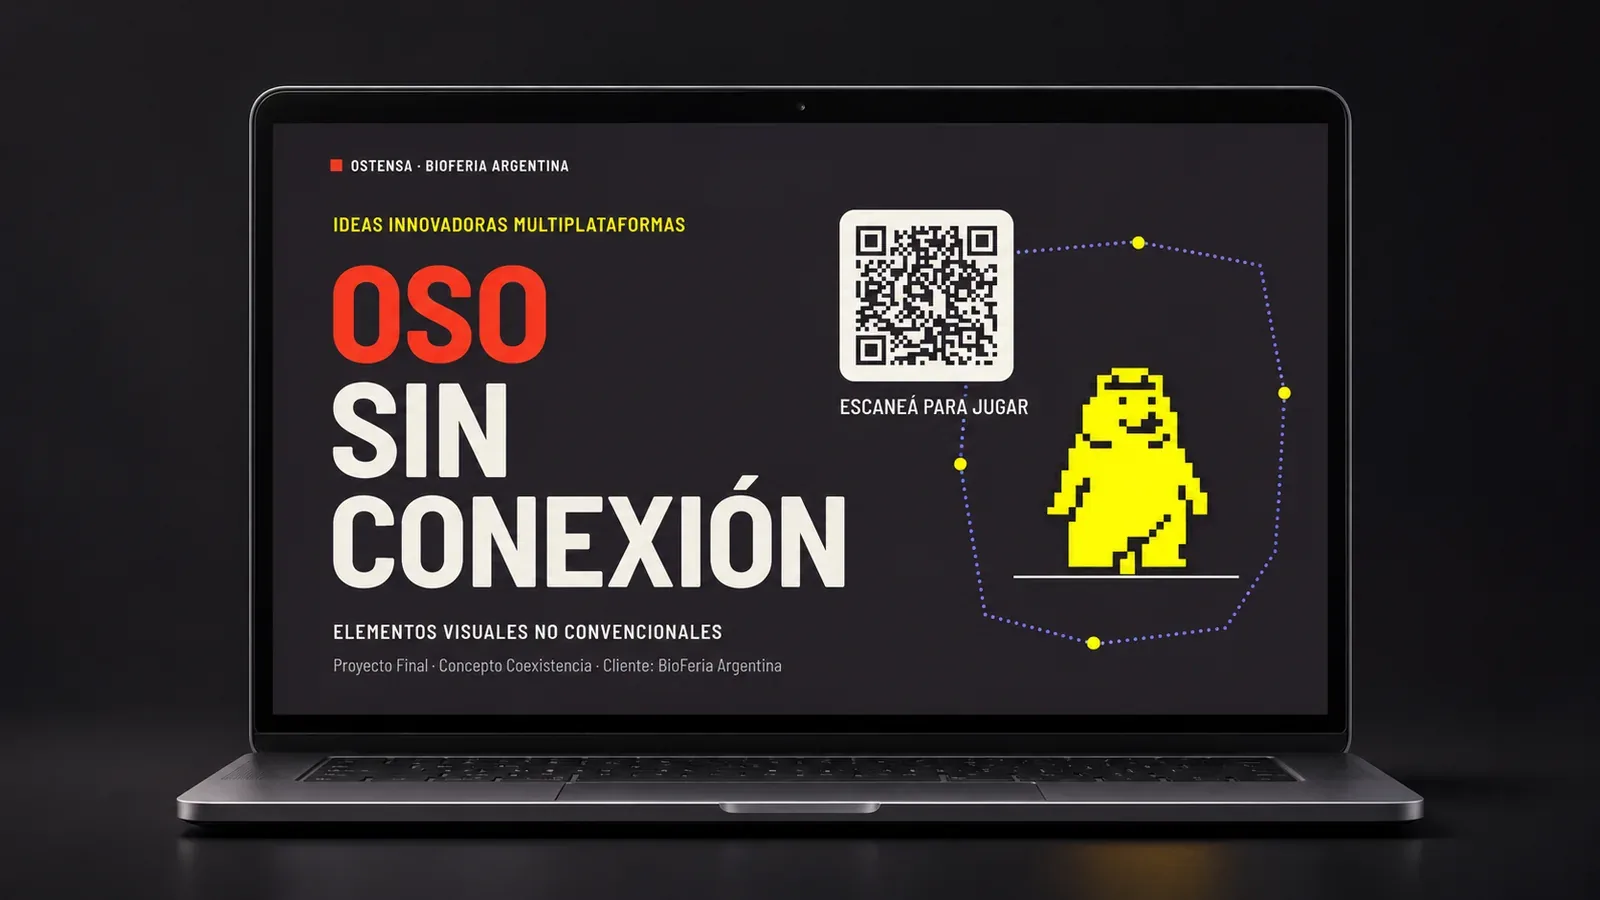 OSTENSA · BIOFERIA ARGENTINA
IDEAS INNOVADORAS MULTIPLATAFORMAS
OSO
SIN
CONEXIÓN
ELEMENTOS VISUALES NO CONVENCIONALES
Proyecto Final · Concepto Coexistencia · Cliente: BioFeria Argentina
ESCANEÁ PARA JUGAR